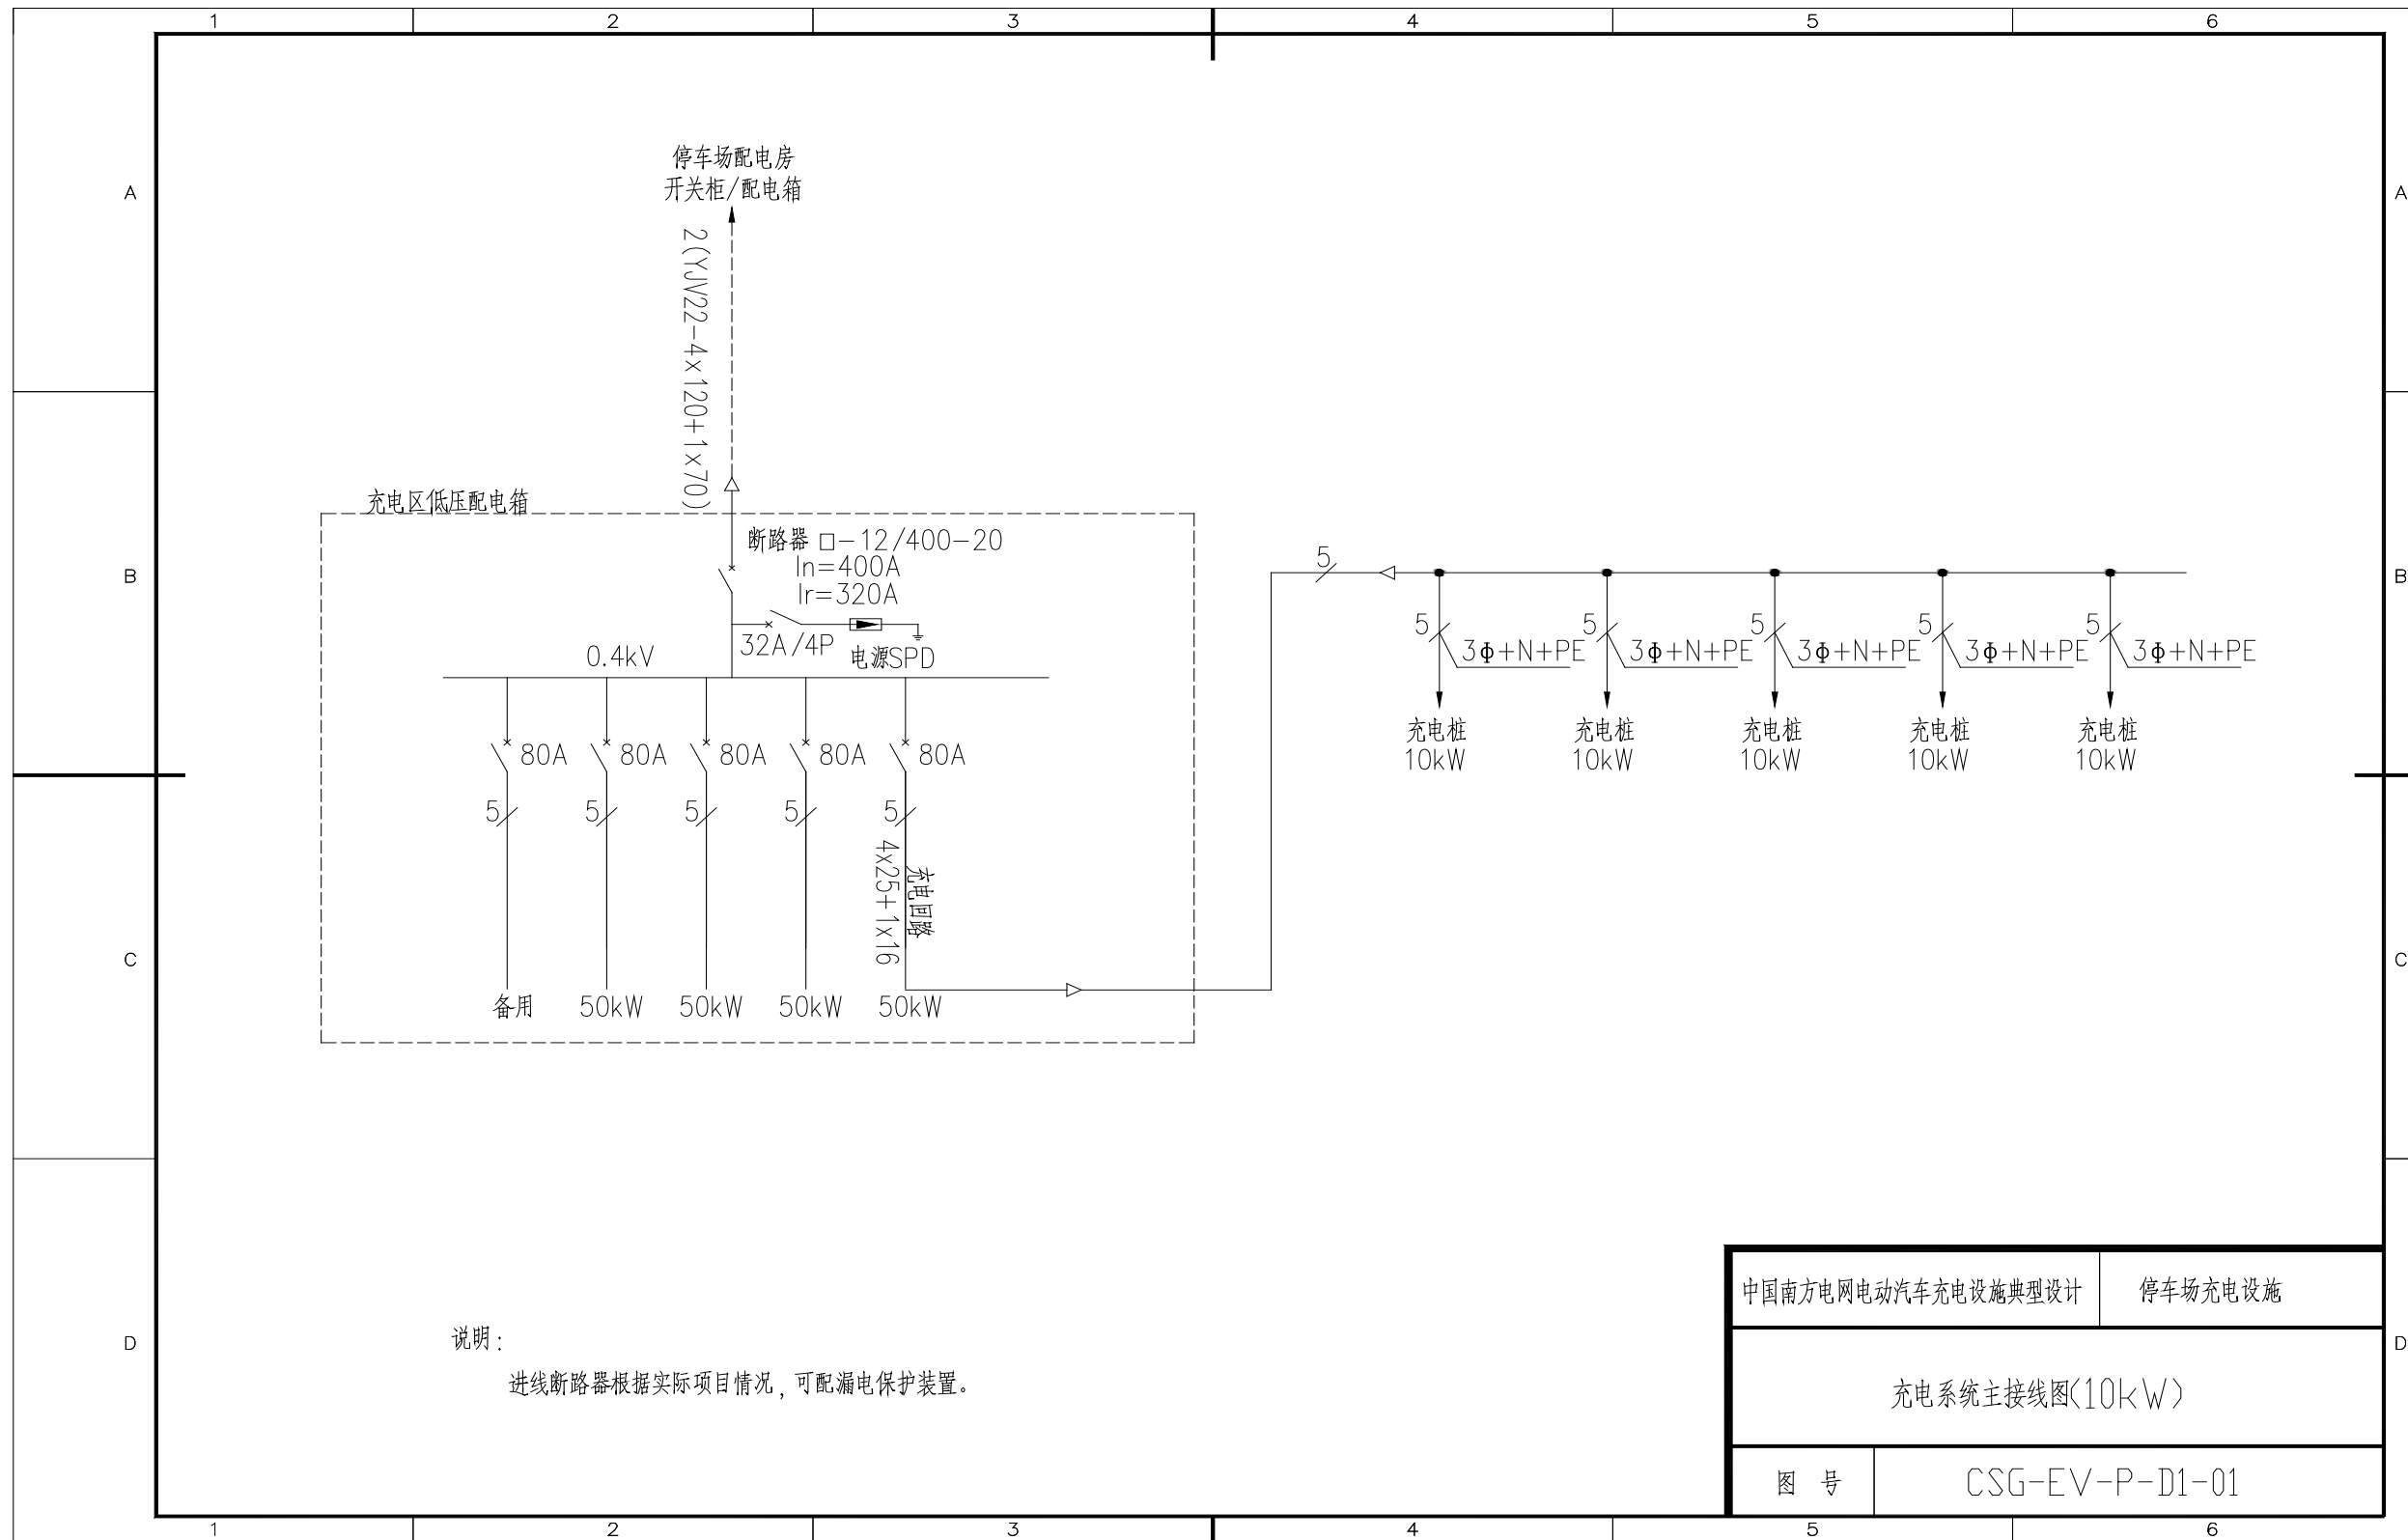 1 2 3 4 5 6
A A
停车场配电房
开关柜/配电箱
2(YJV22-4x120+1x70)
充电区低压配电箱
断路器 □-12/400-20
In=400A
Ir=320A
32A/4P
电源SPD
0.4kV
80A 80A 80A 80A 80A
5 5 5 5 5
4x25+1x16
充电回路
备用 50kW 50kW 50kW 50kW
B B
5
5 5 5 5 5
3Φ+N+PE 3Φ+N+PE 3Φ+N+PE 3Φ+N+PE 3Φ+N+PE
充电桩 充电桩 充电桩 充电桩 充电桩
10kW 10kW 10kW 10kW 10kW
C C
D D
说明:
进线断路器根据实际项目情况,可配漏电保护装置。
中国南方电网电动汽车充电设施典型设计 停车场充电设施
充电系统主接线图(10kW)
图 号 CSG-EV-P-D1-01
1 2 3 4 5 6